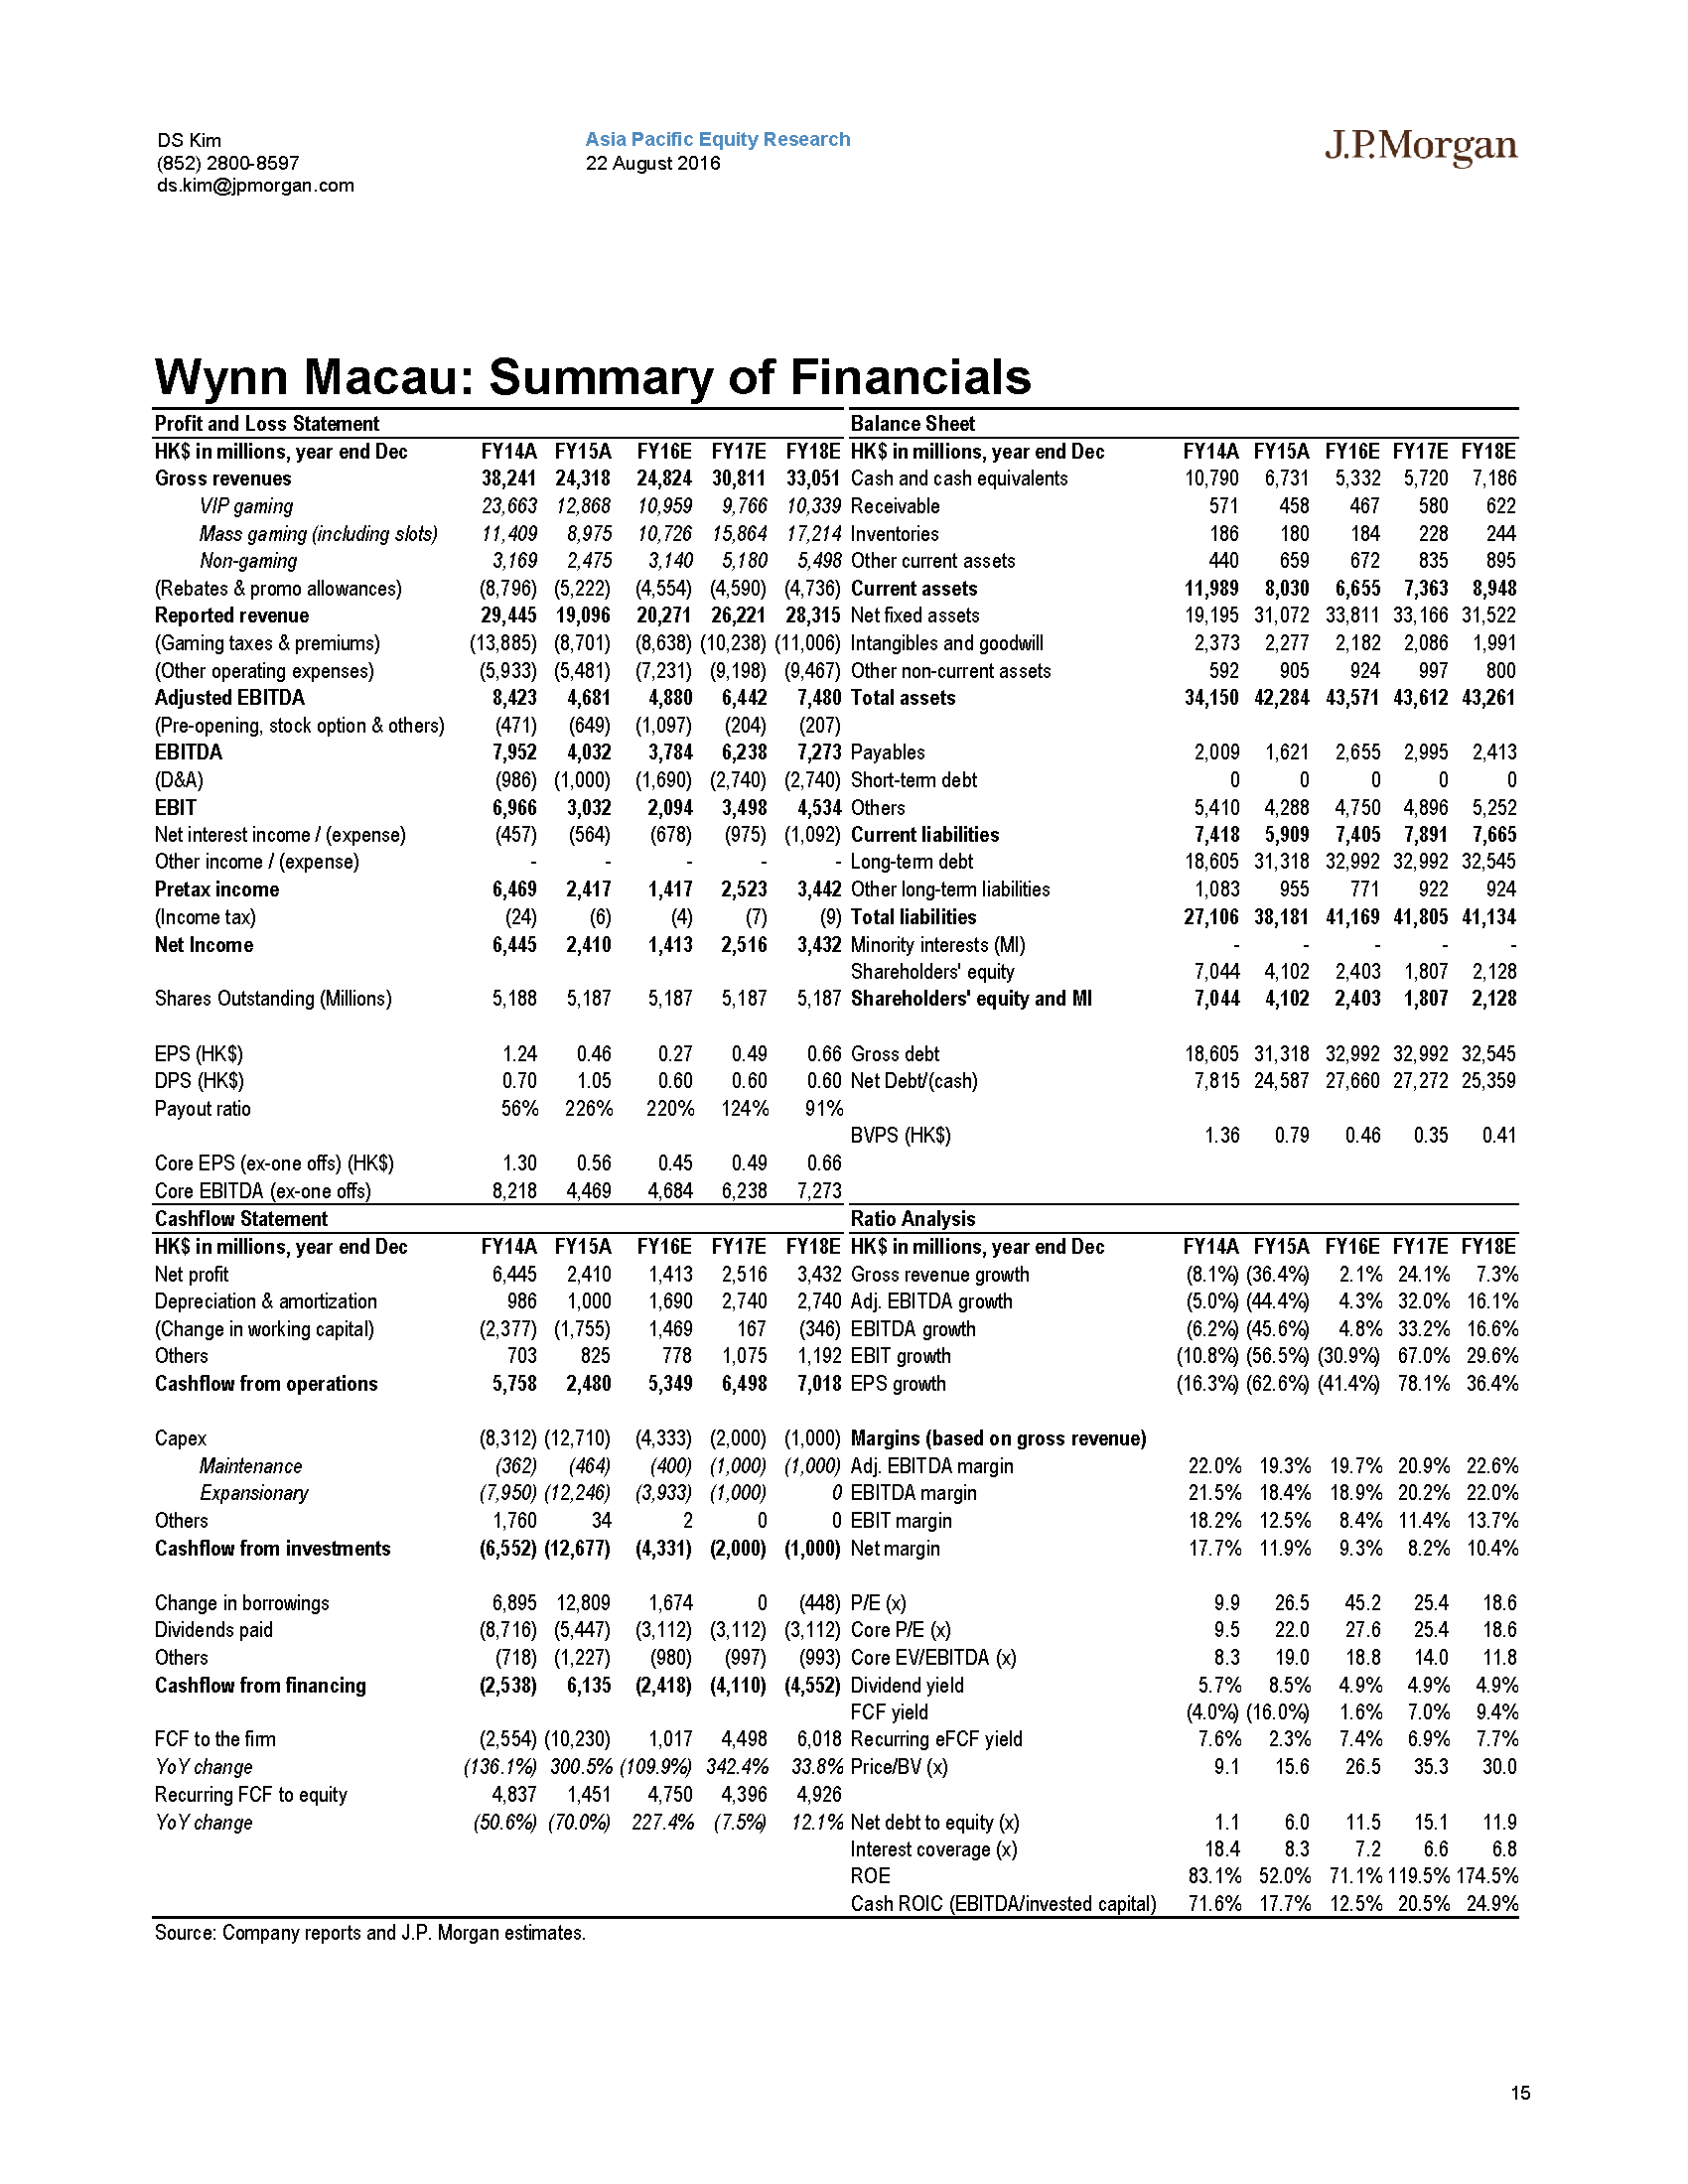 DS Kim
(852) 2800-8597
ds.kim@jpmorgan.com
Asia Pacific Equity Research
22 August 2016
J.P.Morgan
Wynn Macau: Summary of Financials
Profit and Loss Statement
HK$ in millions, year end Dec FY14A FY15A FY16E FY17E FY18E
Gross revenues 38,241 24,318 24,824 30,811 33,051
VIP gaming 23,663 12,868 10,959 9,766 10,339
Mass gaming (including slots) 11,409 8,975 10,726 15,864 17,214
Non-gaming 3,169 2,475 3,140 5,180 5,498
(Rebates & promo allowances) (8,796) (5,222) (4,554) (4,590) (4,736)
Reported revenue 29,445 19,096 20,271 26,221 28,315
(Gaming taxes & premiums) (13,885) (8,701) (8,638) (10,238) (11,006)
(Other operating expenses) (5,933) (5,481) (7,231) (9,198) (9,467)
Adjusted EBITDA 8,423 4,681 4,880 6,442 7,480
(Pre-opening, stock option & others) (471) (649) (1,097) (204) (207)
EBITDA 7,952 4,032 3,784 6,238 7,273
(D&A) (986) (1,000) (1,690) (2,740) (2,740)
EBIT 6,966 3,032 2,094 3,498 4,534
Net interest income / (expense) (457) (564) (678) (975) (1,092)
Other income / (expense) - - - - -
Pretax income 6,469 2,417 1,417 2,523 3,442
(Income tax) (24) (6) (4) (7) (9)
Net Income 6,445 2,410 1,413 2,516 3,432
Shares Outstanding (Millions) 5,188 5,187 5,187 5,187 5,187
EPS (HK$) 1.24 0.46 0.27 0.49 0.66
DPS (HK$) 0.70 1.05 0.60 0.60 0.60
Payout ratio 56% 226% 220% 124% 91%
Core EPS (ex-one offs) (HK$) 1.30 0.56 0.45 0.49 0.66
Core EBITDA (ex-one offs) 8,218 4,469 4,684 6,238 7,273
Balance Sheet
HK$ in millions, year end Dec FY14A FY15A FY16E FY17E FY18E
Cash and cash equivalents 10,790 6,731 5,332 5,720 7,186
Receivable 571 458 467 580 622
Inventories 186 180 184 228 244
Other current assets 440 659 672 835 895
Current assets 11,989 8,030 6,655 7,363 8,948
Net fixed assets 19,195 31,072 33,811 33,166 31,522
Intangibles and goodwill 2,373 2,277 2,182 2,086 1,991
Other non-current assets 592 905 924 997 800
Total assets 34,150 42,284 43,571 43,612 43,261
Payables 2,009 1,621 2,655 2,995 2,413
Short-term debt 0 0 0 0 0
Others 5,410 4,288 4,750 4,896 5,252
Current liabilities 7,418 5,909 7,405 7,891 7,665
Long-term debt 18,605 31,318 32,992 32,992 32,545
Other long-term liabilities 1,083 955 771 922 924
Total liabilities 27,106 38,181 41,169 41,805 41,134
Minority interests (MI) - - - - -
Shareholders' equity 7,044 4,102 2,403 1,807 2,128
Shareholders' equity and MI 7,044 4,102 2,403 1,807 2,128
Gross debt 18,605 31,318 32,992 32,992 32,545
Net Debt/(cash) 7,815 24,587 27,660 27,272 25,359
BVPS (HK$) 1.36 0.79 0.46 0.35 0.41
Cashflow Statement
HK$ in millions, year end Dec FY14A FY15A FY16E FY17E FY18E
Net profit 6,445 2,410 1,413 2,516 3,432
Depreciation & amortization 986 1,000 1,690 2,740 2,740
(Change in working capital) (2,377) (1,755) 1,469 167 (346)
Others 703 825 778 1,075 1,192
Cashflow from operations 5,758 2,480 5,349 6,498 7,018
Capex (8,312) (12,710) (4,333) (2,000) (1,000)
Maintenance (362) (464) (400) (1,000) (1,000)
Expansionary (7,950) (12,246) (3,933) (1,000) 0
Others 1,760 34 2 0 0
Cashflow from investments (6,552) (12,677) (4,331) (2,000) (1,000)
Change in borrowings 6,895 12,809 1,674 0 (448)
Dividends paid (8,716) (5,447) (3,112) (3,112) (3,112)
Others (718) (1,227) (980) (997) (993)
Cashflow from financing (2,538) 6,135 (2,418) (4,110) (4,552)
FCF to the firm (2,554) (10,230) 1,017 4,498 6,018
YoY change (136.1%) 300.5% (109.9%) 342.4% 33.8%
Recurring FCF to equity 4,837 1,451 4,750 4,396 4,926
YoY change (50.6%) (70.0%) 227.4% (7.5%) 12.1%
Ratio Analysis
HK$ in millions, year end Dec FY14A FY15A FY16E FY17E FY18E
Gross revenue growth (8.1%) (36.4%) 2.1% 24.1% 7.3%
Adj. EBITDA growth (5.0%) (44.4%) 4.3% 32.0% 16.1%
EBITDA growth (6.2%) (45.6%) 4.8% 33.2% 16.6%
EBIT growth (10.8%) (56.5%) (30.9%) 67.0% 29.6%
EPS growth (16.3%) (62.6%) (41.4%) 78.1% 36.4%
Margins (based on gross revenue)
Adj. EBITDA margin 22.0% 19.3% 19.7% 20.9% 22.6%
EBITDA margin 21.5% 18.4% 18.9% 20.2% 22.0%
EBIT margin 18.2% 12.5% 8.4% 11.4% 13.7%
Net margin 17.7% 11.9% 9.3% 8.2% 10.4%
P/E (x) 9.9 26.5 45.2 25.4 18.6
Core P/E (x) 9.5 22.0 27.6 25.4 18.6
Core EV/EBITDA (x) 8.3 19.0 18.8 14.0 11.8
Dividend yield 5.7% 8.5% 4.9% 4.9% 4.9%
FCF yield (4.0%) (16.0%) 1.6% 7.0% 9.4%
Recurring eFCF yield 7.6% 2.3% 7.4% 6.9% 7.7%
Price/BV (x) 9.1 15.6 26.5 35.3 30.0
Net debt to equity (x) 1.1 6.0 11.5 15.1 11.9
Interest coverage (x) 18.4 8.3 7.2 6.6 6.8
ROE 83.1% 52.0% 71.1% 119.5% 174.5%
Cash ROIC (EBITDA/invested capital) 71.6% 17.7% 12.5% 20.5% 24.9%
Source: Company reports and J.P. Morgan estimates.
15